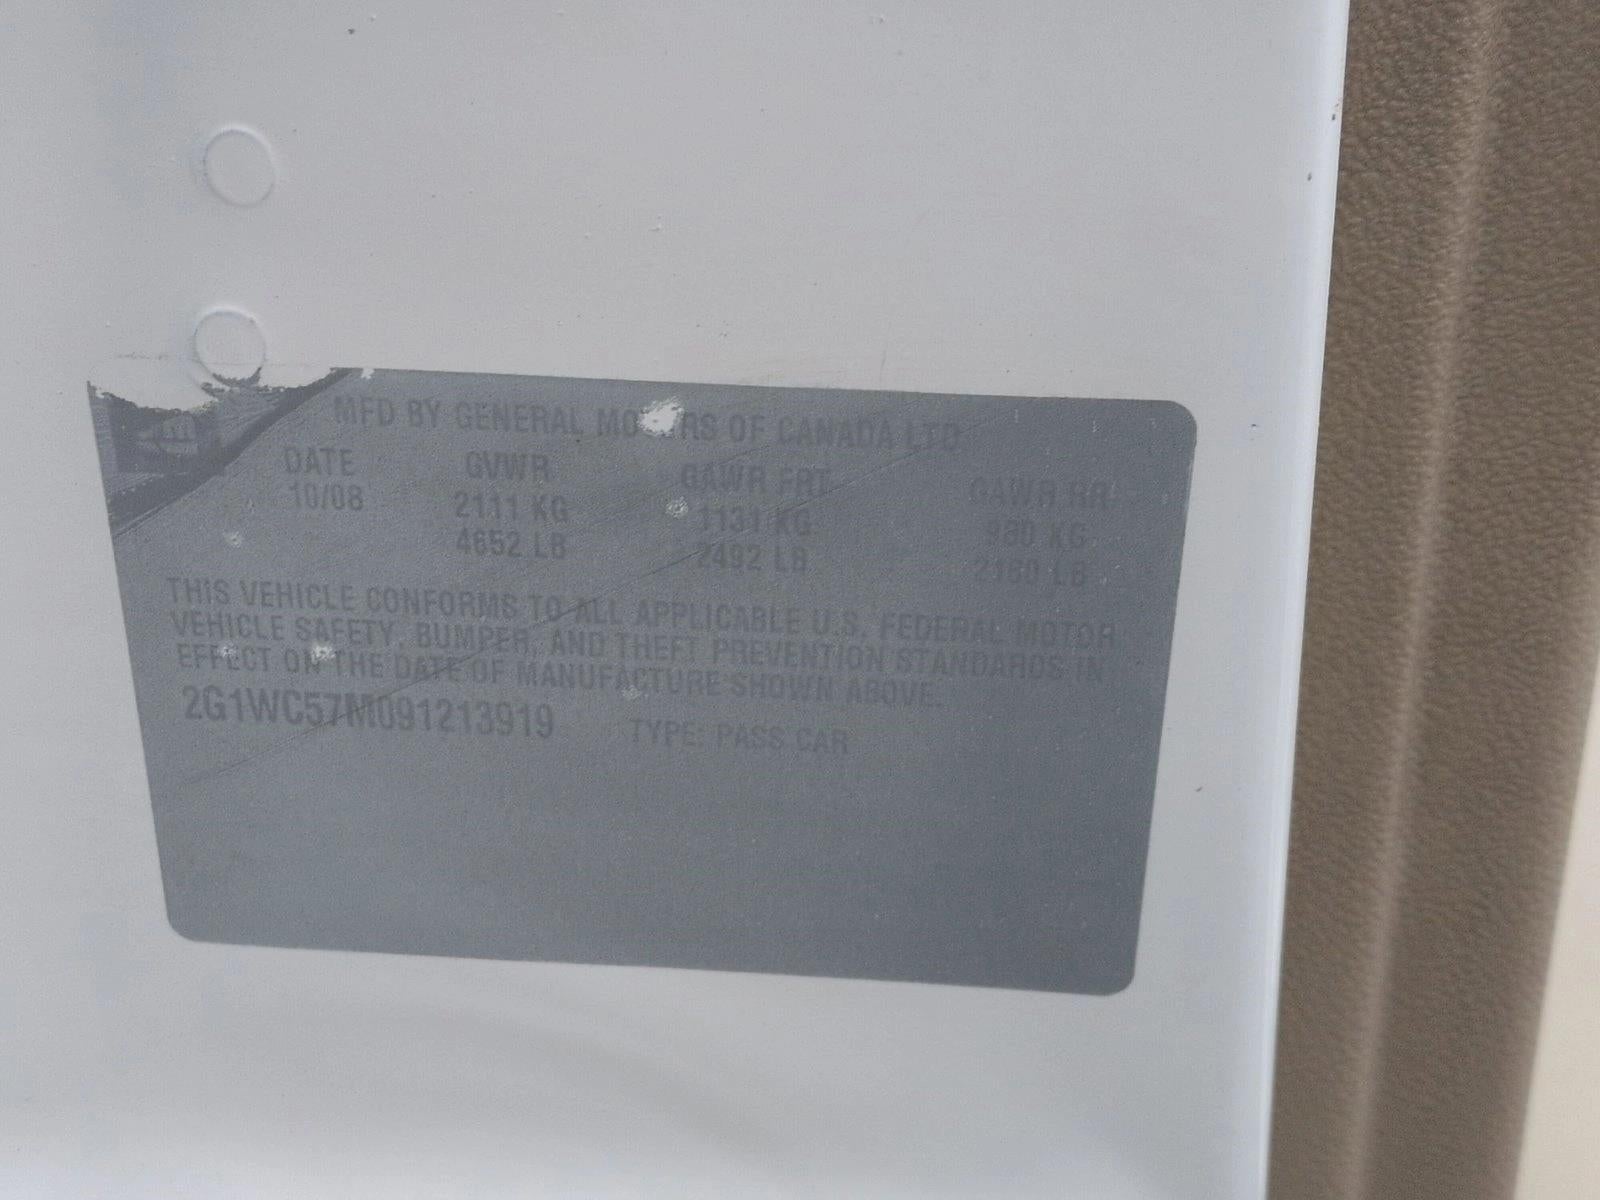 gm
MFD BY GENERAL MOTORS OF CANADA LTD
DATE GVWR GAWR FRT GAWR RR
10/08 2111 KG 1131 KG 980 KG
4652 LB 2492 LB 2160 LB
THIS VEHICLE CONFORMS TO ALL APPLICABLE U.S. FEDERAL MOTOR
VEHICLE SAFETY, BUMPER, AND THEFT PREVENTION STANDARDS IN
EFFECT ON THE DATE OF MANUFACTURE SHOWN ABOVE.
2G1WC57M091213919 TYPE: PASS CAR